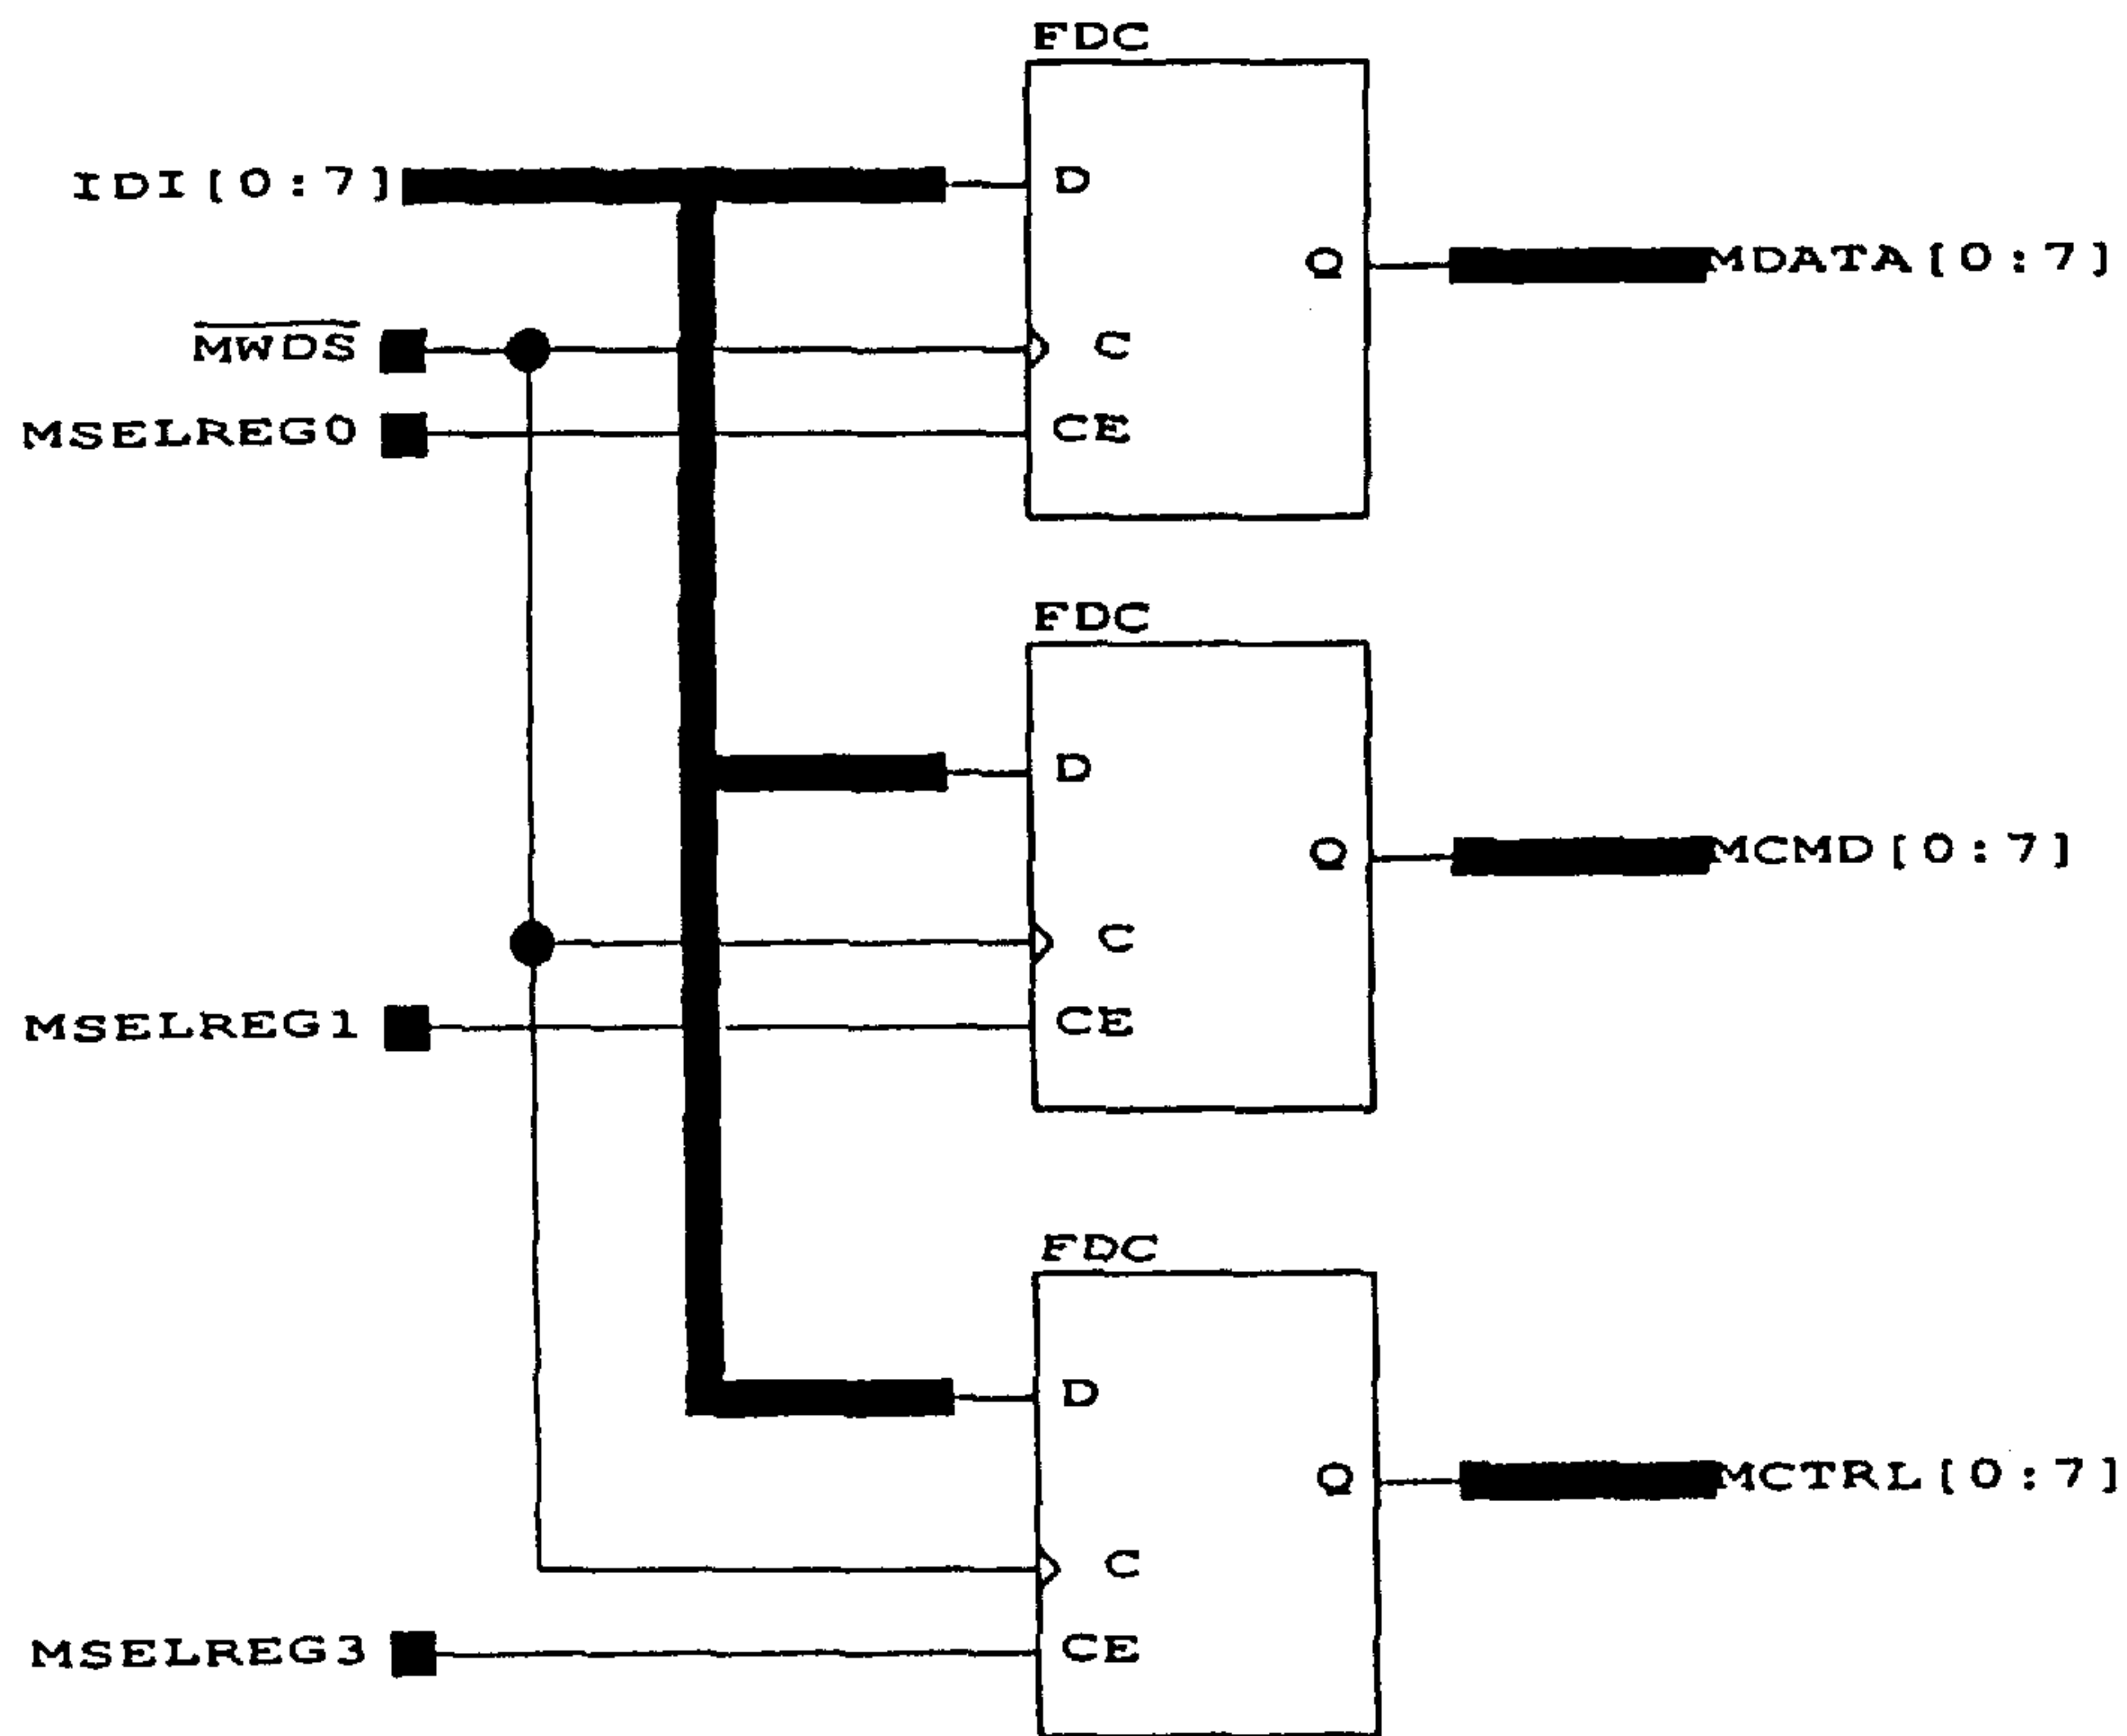 FDC
IDI[0:7]
D
Q
MDATA[0:7]
MWDS
C
MSELREG0
CE
FDC
D
Q
MCMD[0:7]
C
MSELREG1
CE
FDC
D
Q
MCTRL[0:7]
C
MSELREG3
CE